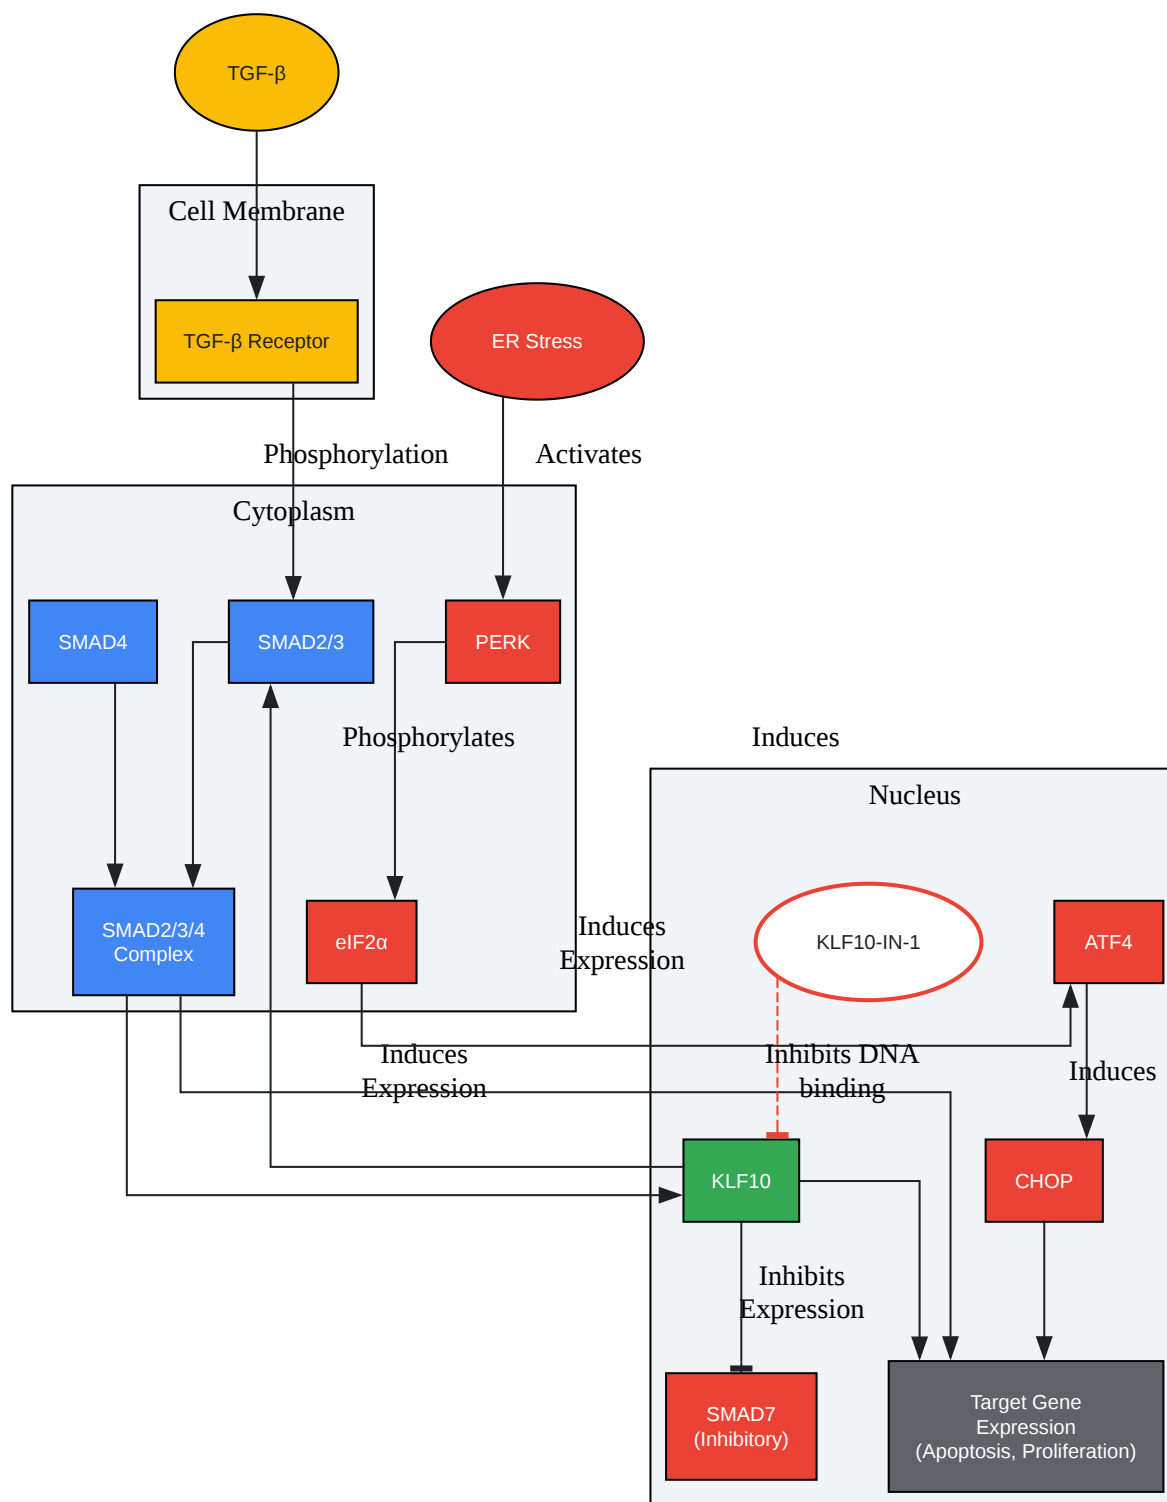 TGF-β
Cell Membrane
TGF-β Receptor
ER Stress
Phosphorylation
Activates
Cytoplasm
SMAD4
SMAD2/3
PERK
Phosphorylates
Induces
Nucleus
SMAD2/3/4
Complex
eIF2α
Induces
Expression
KLF10-IN-1
ATF4
Induces
Expression
Inhibits DNA
binding
Induces
KLF10
CHOP
Inhibits
Expression
SMAD7
(Inhibitory)
Target Gene
Expression
(Apoptosis, Proliferation)